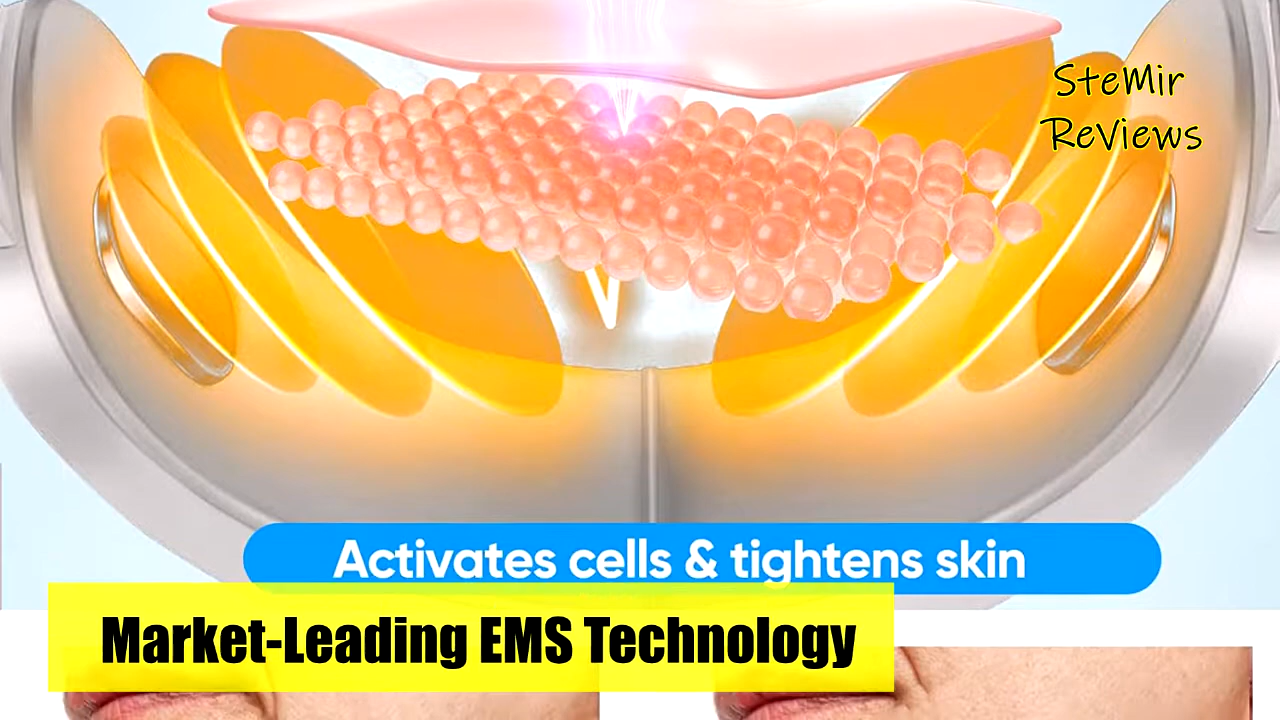 SteMir
ReViews
Activates cells & tightens skin
Market-Leading EMS Technology